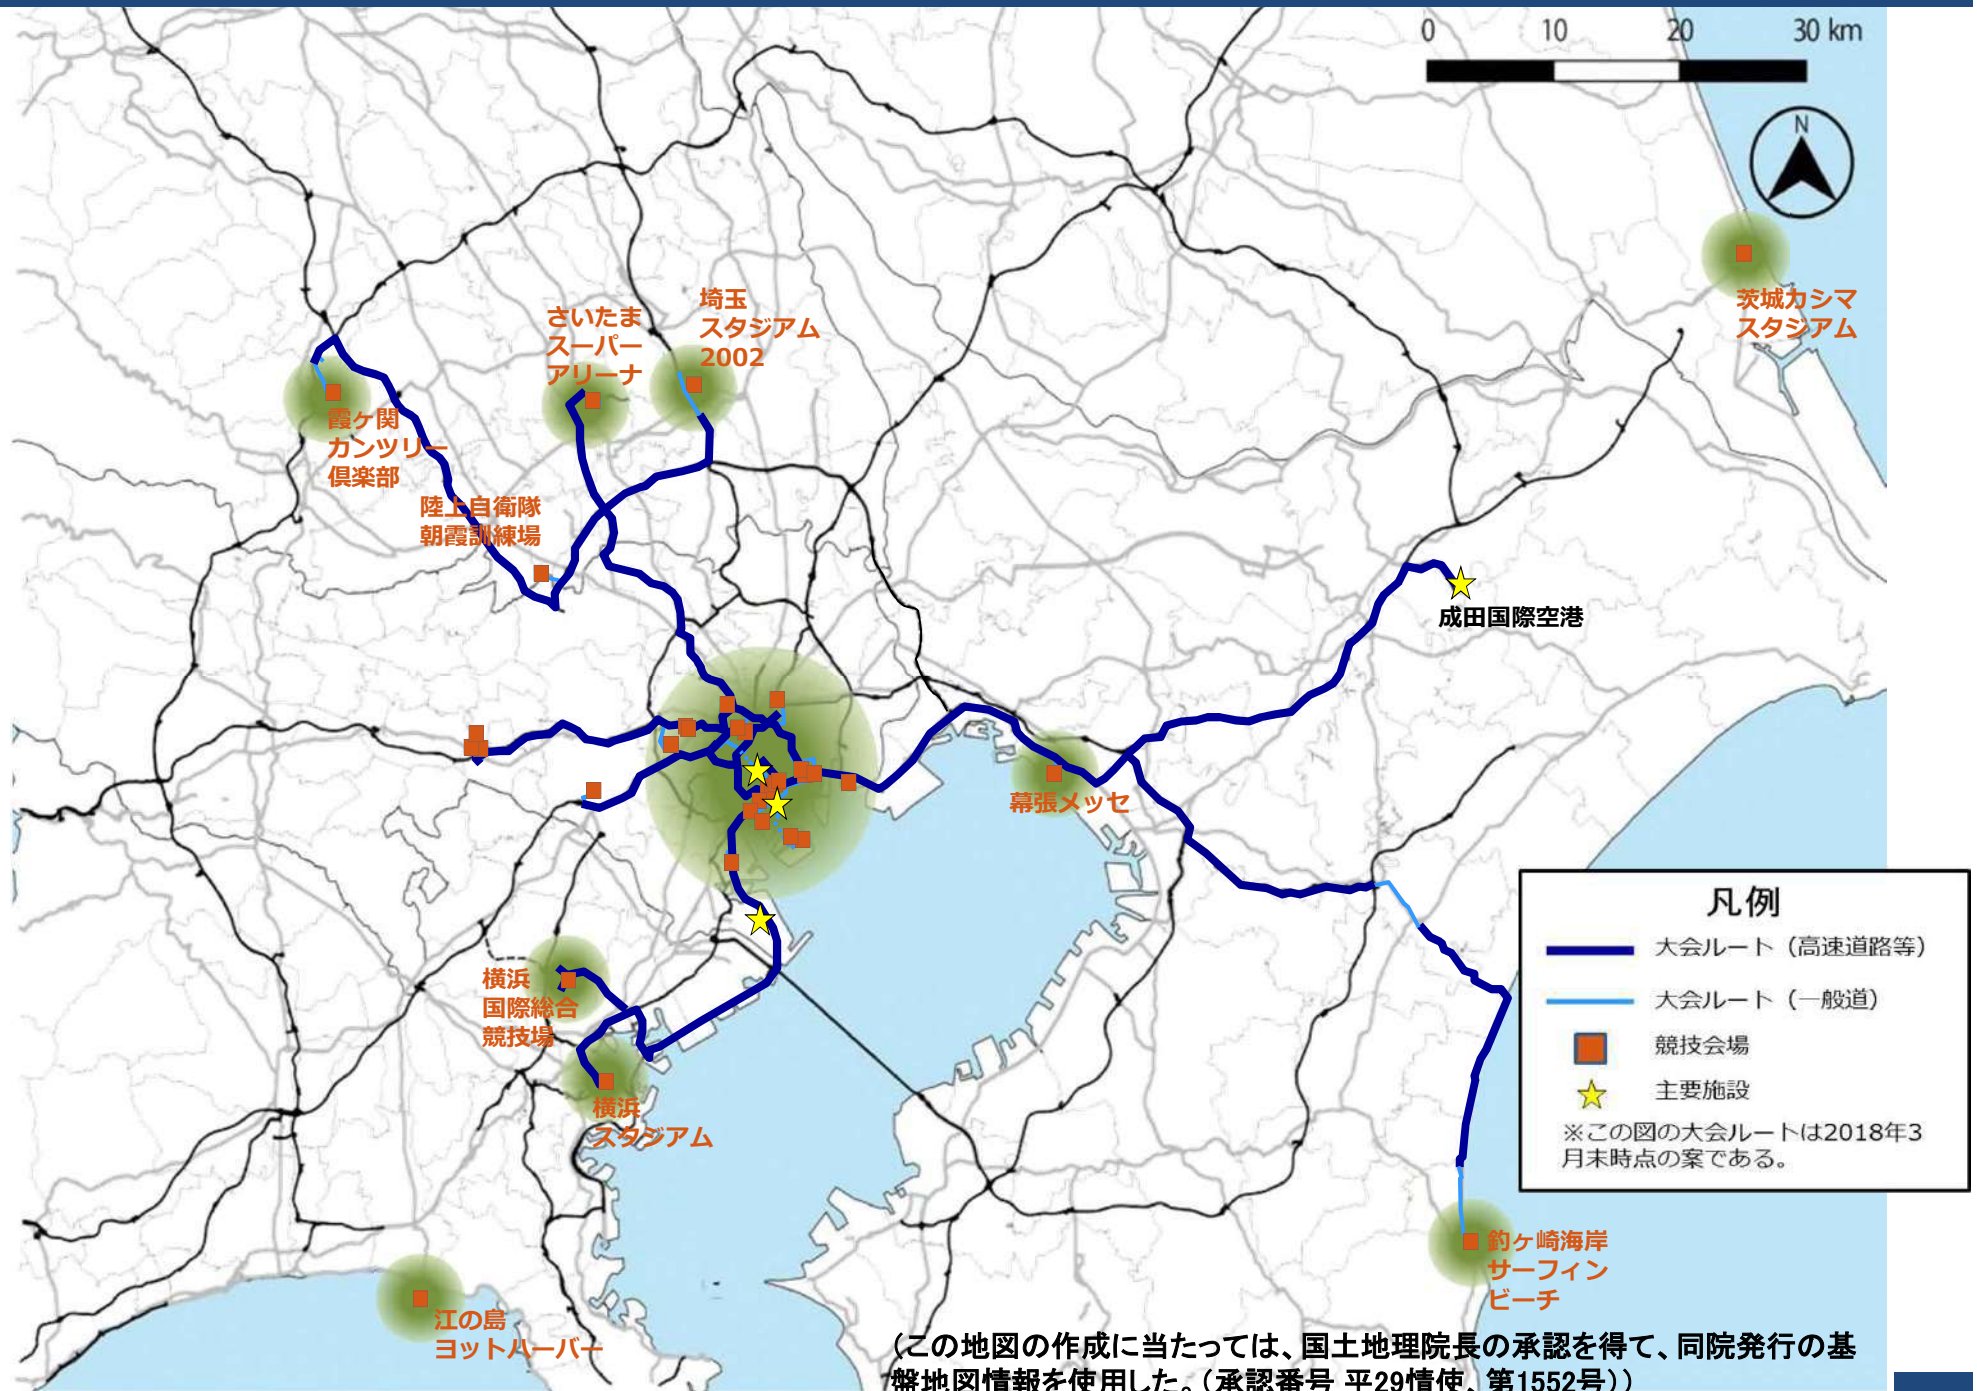 0 10 20 30 km
N
茨城カシマ
スタジアム
埼玉
スタジアム
2002
さいたま
スーパー
アリーナ
霞ヶ関
カンツリー
倶楽部
陸上自衛隊
朝霞訓練場
成田国際空港
幕張メッセ
横浜
国際総合
競技場
横浜
スタジアム
江の島
ヨットハーバー
釣ヶ崎海岸
サーフィン
ビーチ
凡例
大会ルート（高速道路等）
大会ルート（一般道）
競技会場
主要施設
※この図の大会ルートは2018年3
月末時点の案である。
（この地図の作成に当たっては、国土地理院長の承認を得て、同院発行の基
盤地図情報を使用した。（承認番号 平29情使、第1552号））